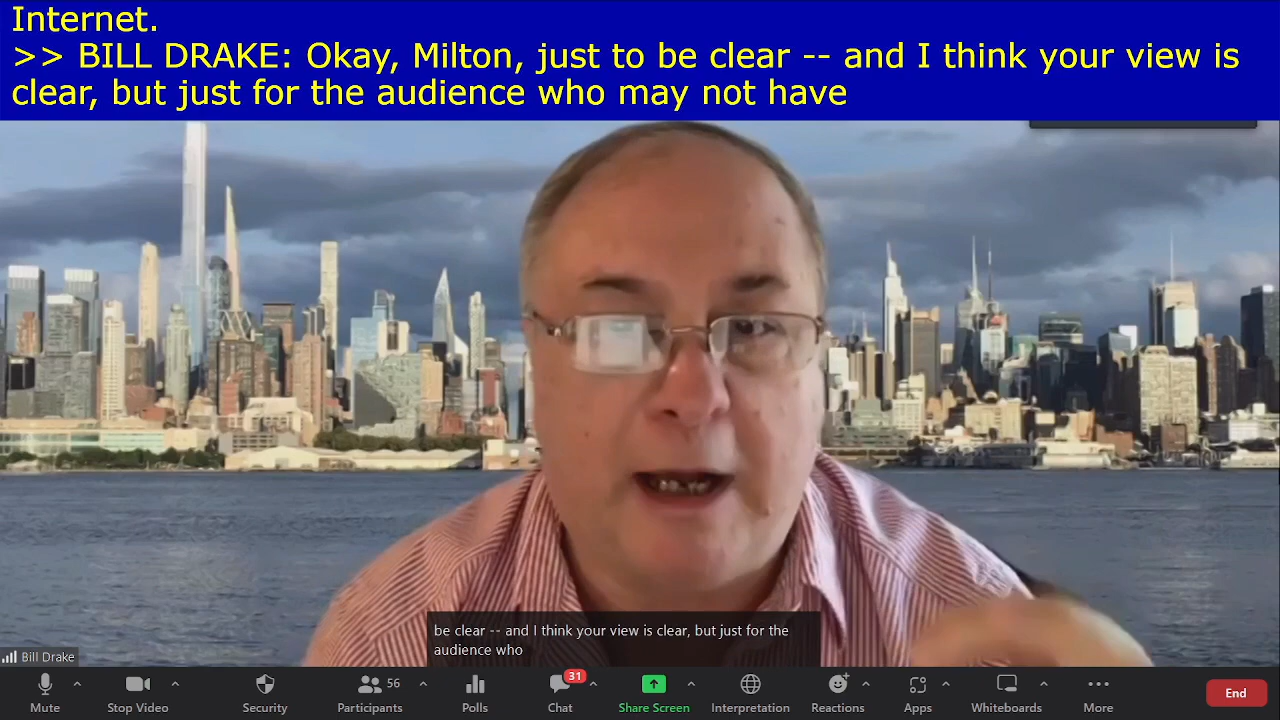 Internet.
>> BILL DRAKE: Okay, Milton, just to be clear -- and I think your view is
clear, but just for the audience who may not have
be clear -- and I think your view is clear, but just for the
audience who
Bill Drake
56
31
Mute
Stop Video
Security
Participants
Polls
Chat
Share Screen
Interpretation
Reactions
Apps
Whiteboards
More
End